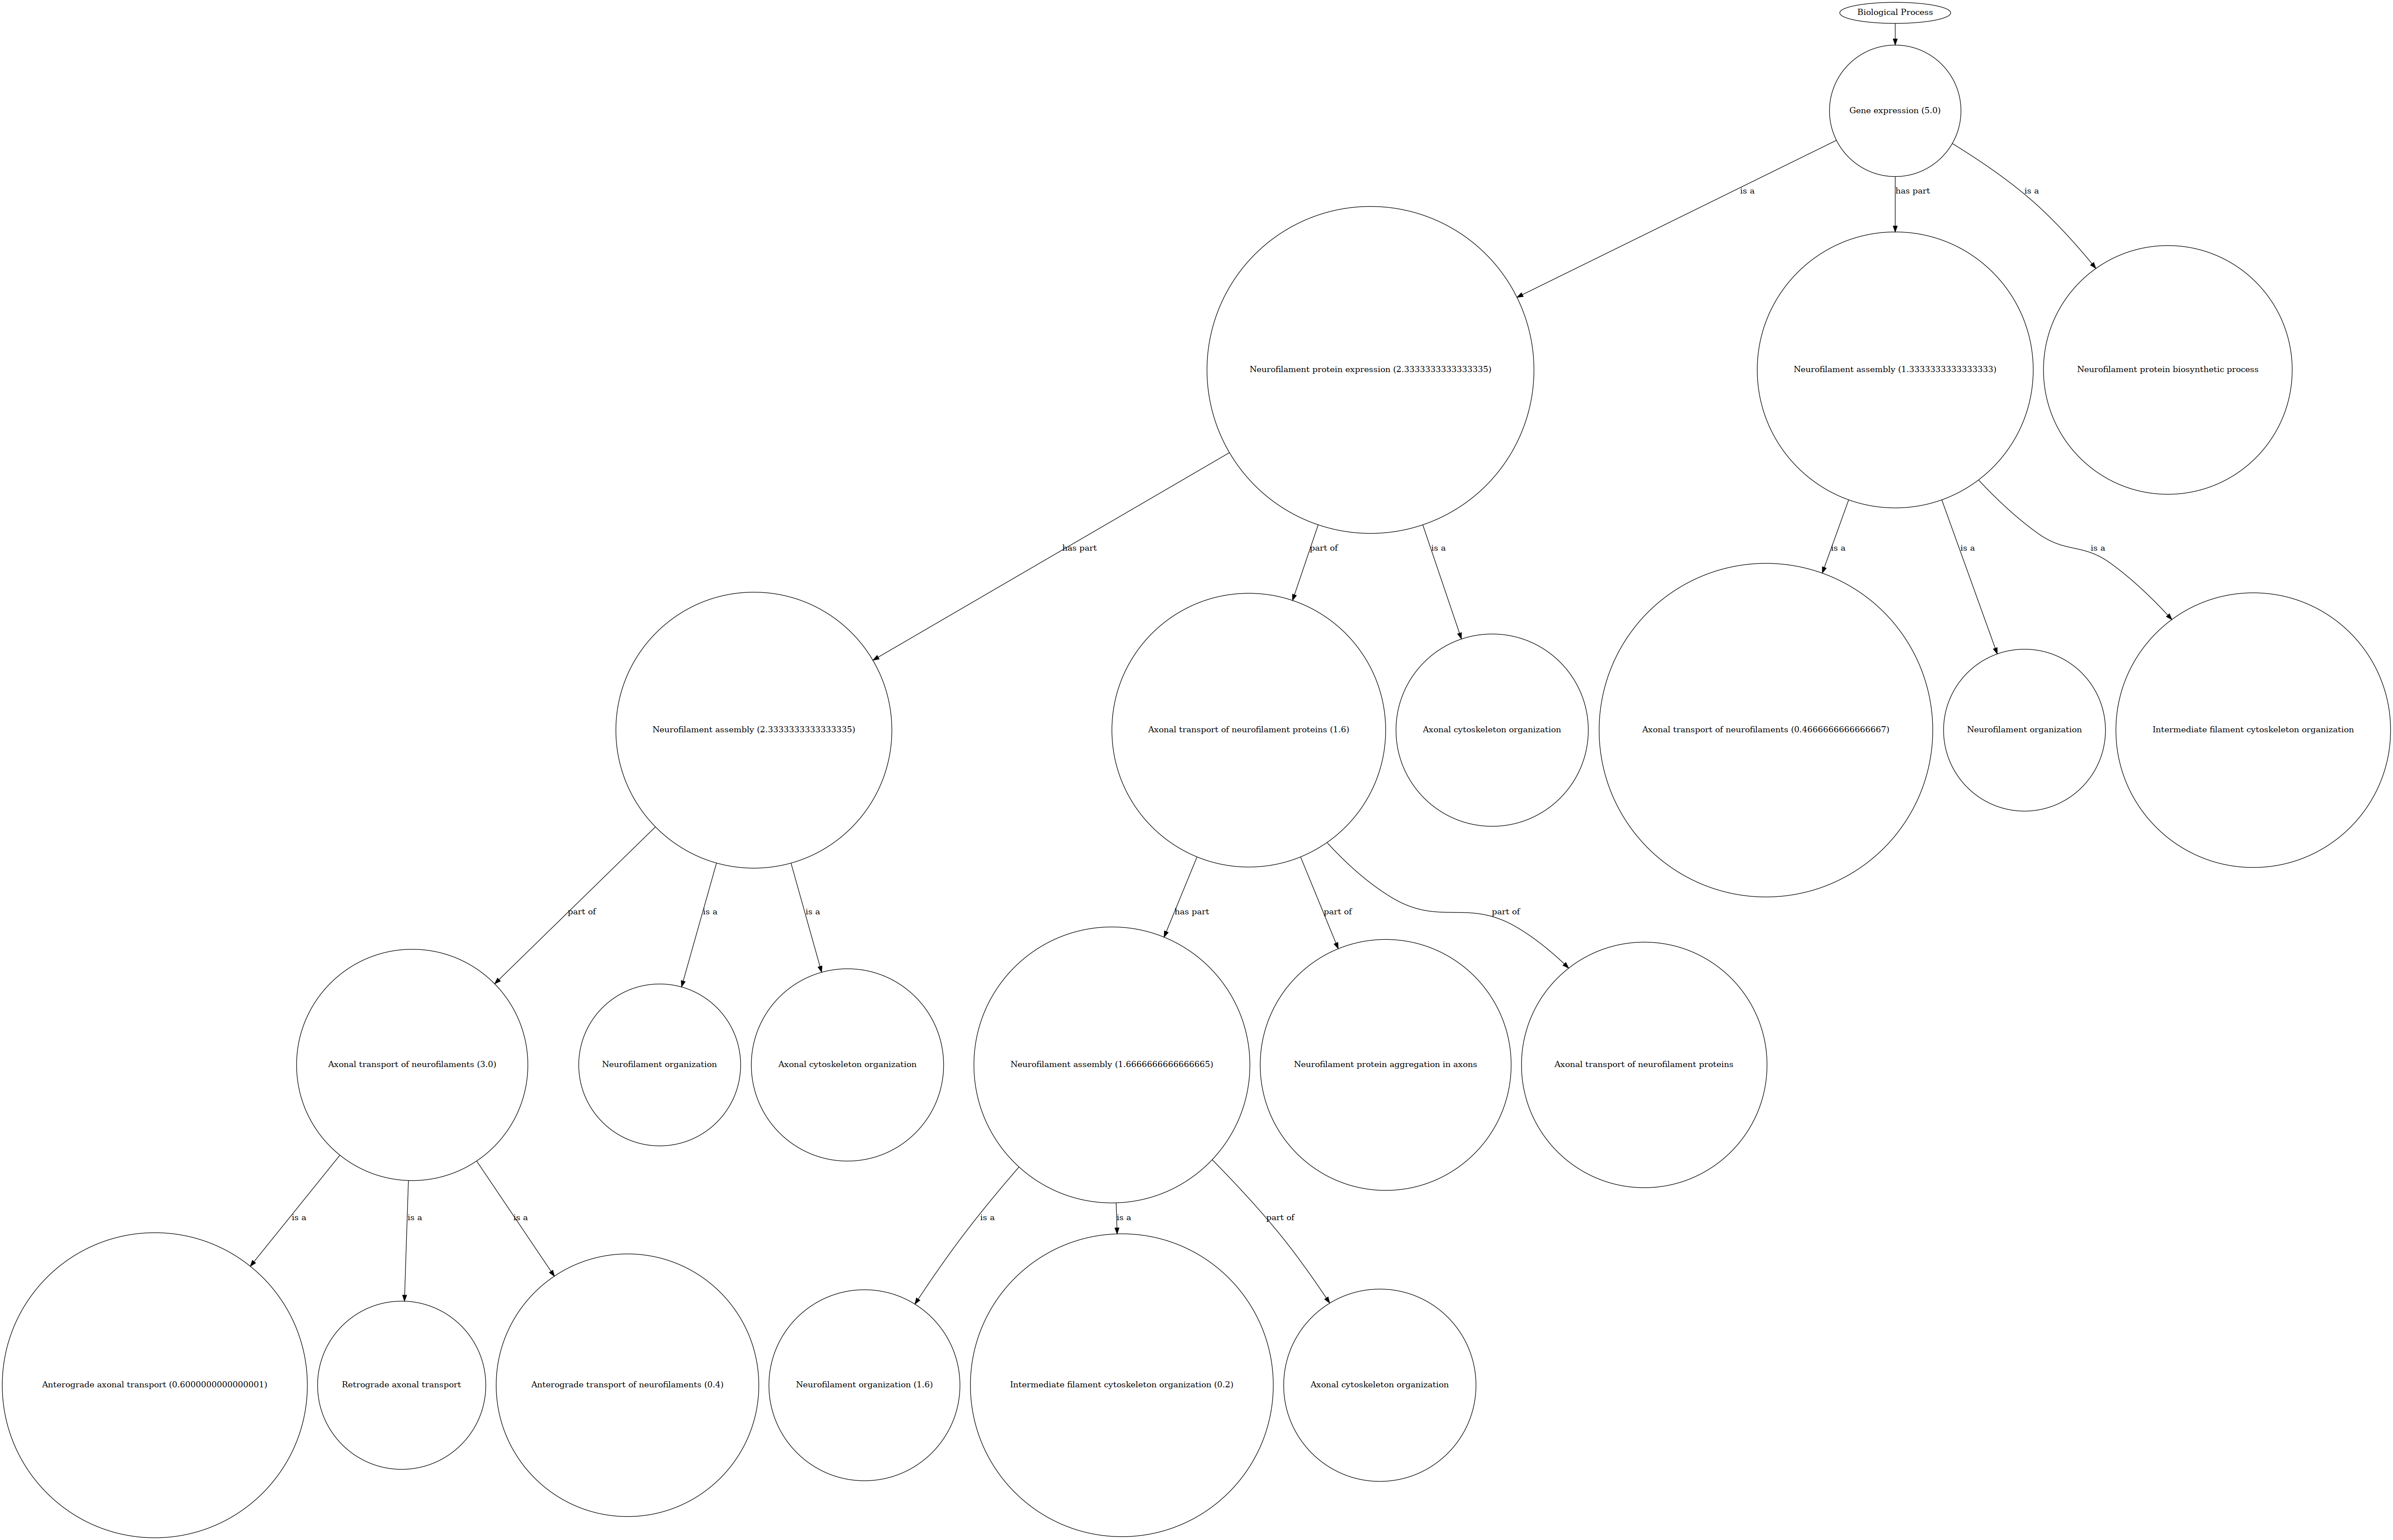 Biological Process
Gene expression (5.0)
is a
has part
is a
Neurofilament protein expression (2.3333333333333335)
Neurofilament assembly (1.3333333333333333)
Neurofilament protein biosynthetic process
has part
part of
is a
is a
is a
is a
Neurofilament assembly (2.3333333333333335)
Axonal transport of neurofilament proteins (1.6)
Axonal cytoskeleton organization
Axonal transport of neurofilaments (0.4666666666666667)
Neurofilament organization
Intermediate filament cytoskeleton organization
part of
is a
is a
has part
part of
part of
Axonal transport of neurofilaments (3.0)
Neurofilament organization
Axonal cytoskeleton organization
Neurofilament assembly (1.6666666666666665)
Neurofilament protein aggregation in axons
Axonal transport of neurofilament proteins
is a
is a
is a
is a
is a
part of
Anterograde axonal transport (0.6000000000000001)
Retrograde axonal transport
Anterograde transport of neurofilaments (0.4)
Neurofilament organization (1.6)
Intermediate filament cytoskeleton organization (0.2)
Axonal cytoskeleton organization